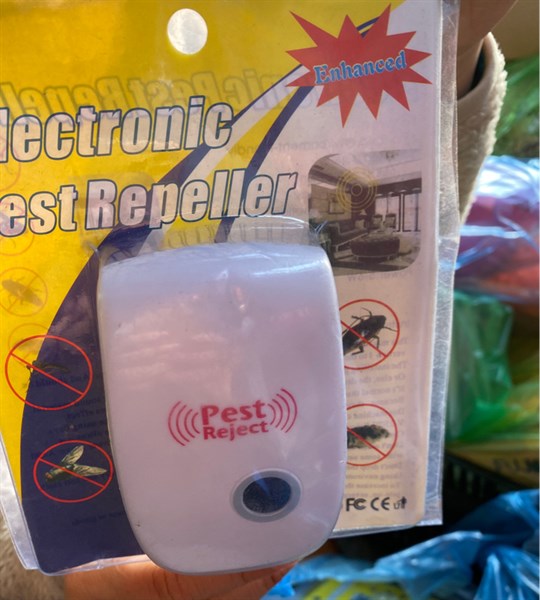 Enhanced
lectronic
est Repeller
Pest
Reject
FC CE